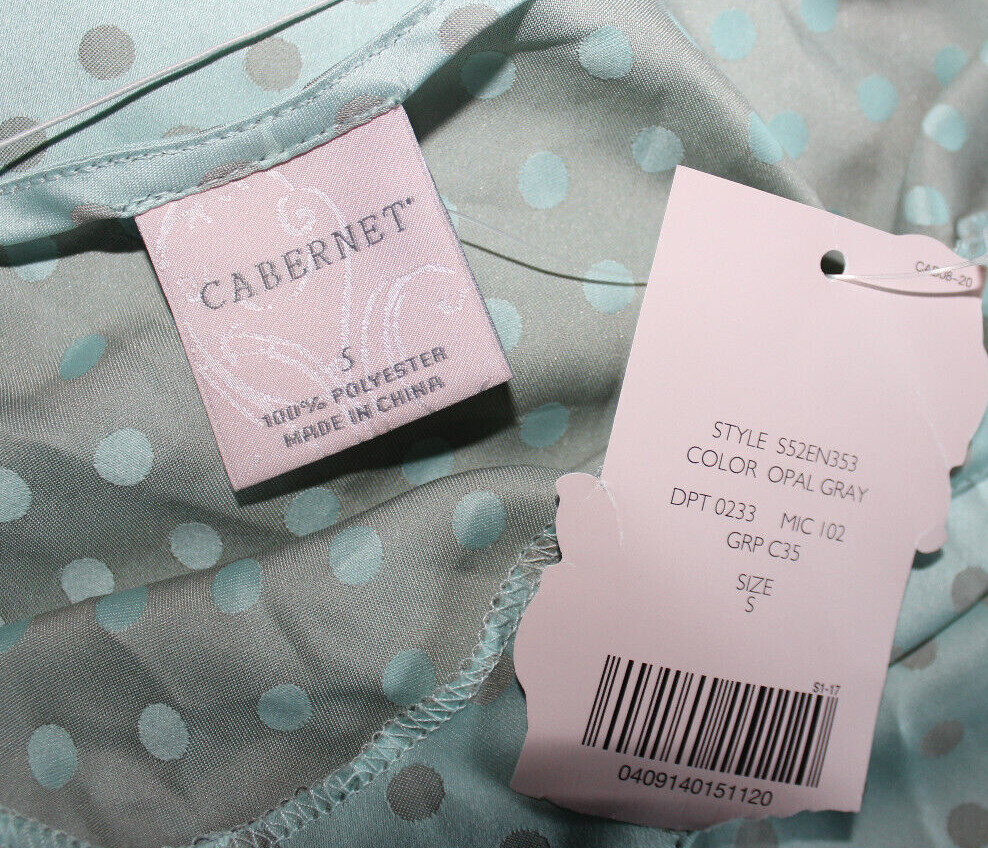 CABERNET
S
100% POLYESTER
MADE IN CHINA
STYLE S52EN353
COLOR OPAL GRAY
DPT 0233 MIC 102
GRP C35
SIZE
S
S1-17
0409140151120